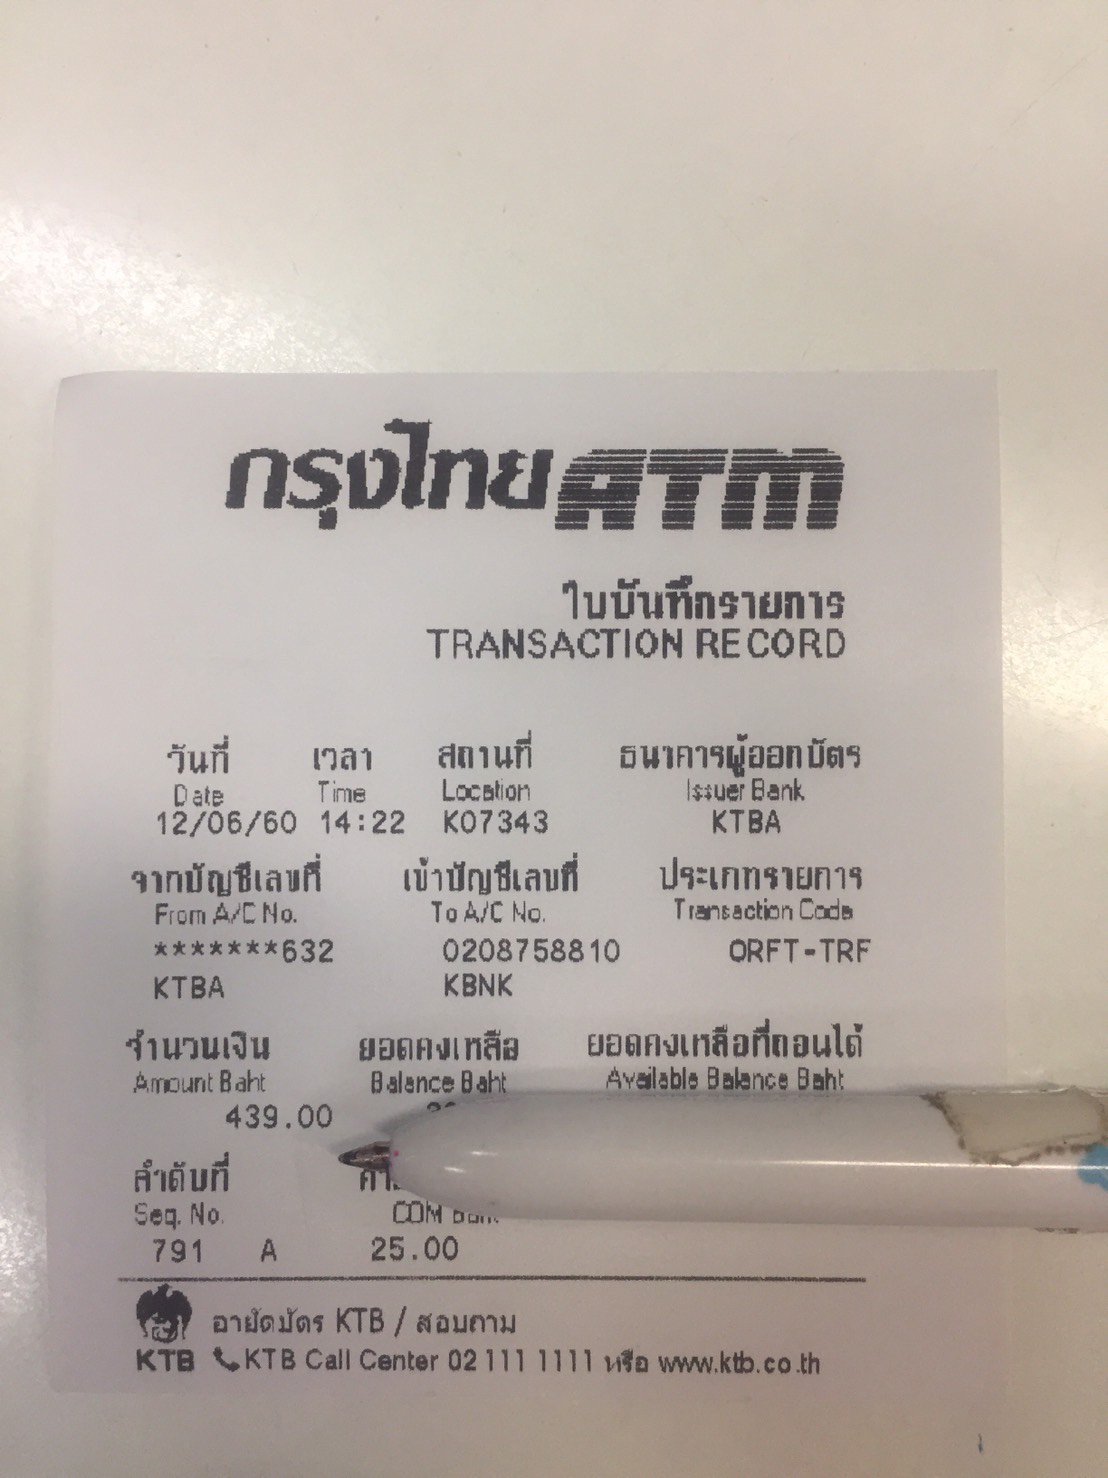 กรุงไทย ATM
ใบบันทึกรายการ
TRANSACTION RECORD
วันที่ เวลา สถานที่ ธนาคารผู้ออกบัตร
Date Time Location Issuer Bank
12/06/60 14:22 K07343 KTBA
จากบัญชีเลขที่ เข้าบัญชีเลขที่ ประเภทรายการ
From A/C No. To A/C No. Transaction Code
*******632 0208758810 ORFT-TRF
KTBA KBNK
จำนวนเงิน ยอดคงเหลือ ยอดคงเหลือที่ถอนได้
Amount Baht Balance Baht Available Balance Baht
439.00
ลำดับที่
Seq. No. COM Baht
791 A 25.00
อายัดบัตร KTB / สอบถาม
KTB KTB Call Center 02 111 1111 หรือ www.ktb.co.th